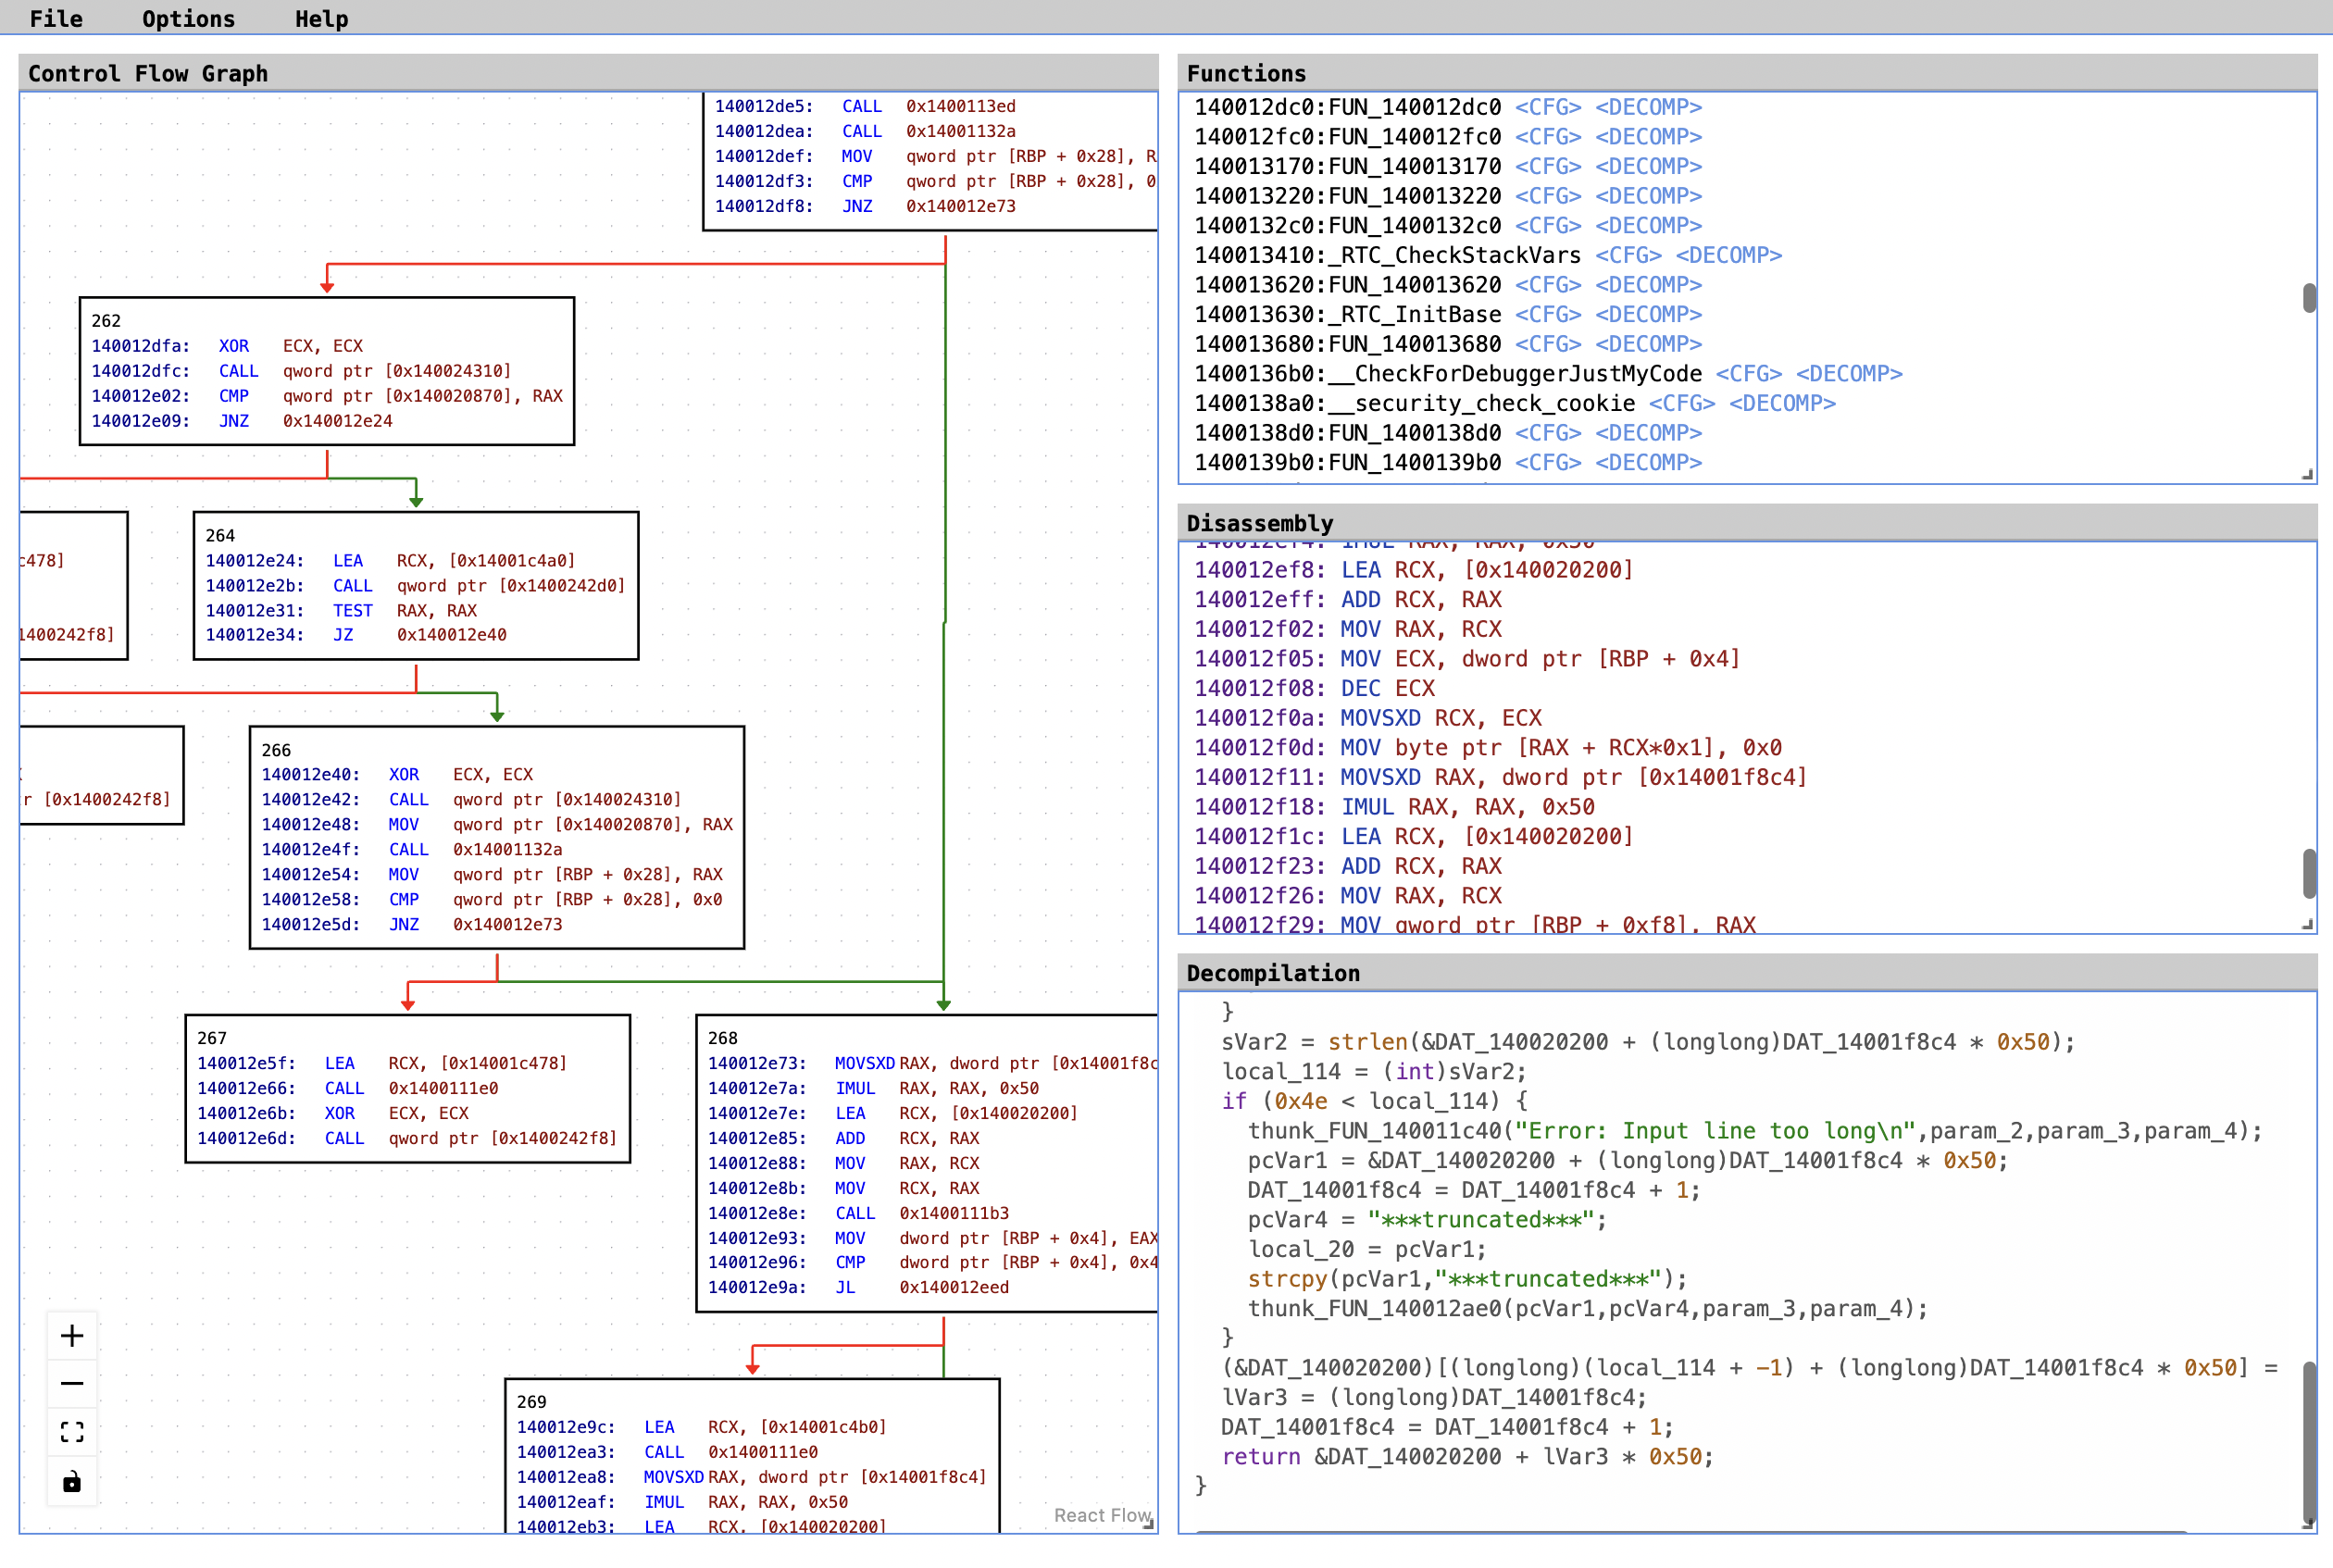 File Options Help
Control Flow Graph
140012de5: CALL 0x1400113ed
140012dea: CALL 0x14001132a
140012def: MOV qword ptr [RBP + 0x28], R
140012df3: CMP qword ptr [RBP + 0x28], 0
140012df8: JNZ 0x140012e73
262
140012dfa: XOR ECX, ECX
140012dfc: CALL qword ptr [0x140024310]
140012e02: CMP qword ptr [0x140020870], RAX
140012e09: JNZ 0x140012e24
c478]
1400242f8]
264
140012e24: LEA RCX, [0x14001c4a0]
140012e2b: CALL qword ptr [0x1400242d0]
140012e31: TEST RAX, RAX
140012e34: JZ 0x140012e40
r [0x1400242f8]
266
140012e40: XOR ECX, ECX
140012e42: CALL qword ptr [0x140024310]
140012e48: MOV qword ptr [0x140020870], RAX
140012e4f: CALL 0x14001132a
140012e54: MOV qword ptr [RBP + 0x28], RAX
140012e58: CMP qword ptr [RBP + 0x28], 0x0
140012e5d: JNZ 0x140012e73
267
140012e5f: LEA RCX, [0x14001c478]
140012e66: CALL 0x1400111e0
140012e6b: XOR ECX, ECX
140012e6d: CALL qword ptr [0x1400242f8]
268
140012e73: MOVSXD RAX, dword ptr [0x14001f8c
140012e7a: IMUL RAX, RAX, 0x50
140012e7e: LEA RCX, [0x140020200]
140012e85: ADD RCX, RAX
140012e88: MOV RAX, RCX
140012e8b: MOV RCX, RAX
140012e8e: CALL 0x1400111b3
140012e93: MOV dword ptr [RBP + 0x4], EAX
140012e96: CMP dword ptr [RBP + 0x4], 0x4
140012e9a: JL 0x140012eed
269
140012e9c: LEA RCX, [0x14001c4b0]
140012ea3: CALL 0x1400111e0
140012ea8: MOVSXD RAX, dword ptr [0x14001f8c4]
140012eaf: IMUL RAX, RAX, 0x50
140012eb3: LEA RCX, [0x140020200]
React Flow
Functions
140012dc0:FUN_140012dc0 <CFG> <DECOMP>
140012fc0:FUN_140012fc0 <CFG> <DECOMP>
140013170:FUN_140013170 <CFG> <DECOMP>
140013220:FUN_140013220 <CFG> <DECOMP>
1400132c0:FUN_1400132c0 <CFG> <DECOMP>
140013410:_RTC_CheckStackVars <CFG> <DECOMP>
140013620:FUN_140013620 <CFG> <DECOMP>
140013630:_RTC_InitBase <CFG> <DECOMP>
140013680:FUN_140013680 <CFG> <DECOMP>
1400136b0:__CheckForDebuggerJustMyCode <CFG> <DECOMP>
1400138a0:__security_check_cookie <CFG> <DECOMP>
1400138d0:FUN_1400138d0 <CFG> <DECOMP>
1400139b0:FUN_1400139b0 <CFG> <DECOMP>
Disassembly
140012ef4: IMUL RAX, RAX, 0x50
140012ef8: LEA RCX, [0x140020200]
140012eff: ADD RCX, RAX
140012f02: MOV RAX, RCX
140012f05: MOV ECX, dword ptr [RBP + 0x4]
140012f08: DEC ECX
140012f0a: MOVSXD RCX, ECX
140012f0d: MOV byte ptr [RAX + RCX*0x1], 0x0
140012f11: MOVSXD RAX, dword ptr [0x14001f8c4]
140012f18: IMUL RAX, RAX, 0x50
140012f1c: LEA RCX, [0x140020200]
140012f23: ADD RCX, RAX
140012f26: MOV RAX, RCX
140012f29: MOV qword ptr [RBP + 0xf8], RAX
Decompilation
}
sVar2 = strlen(&DAT_140020200 + (longlong)DAT_14001f8c4 * 0x50);
local_114 = (int)sVar2;
if (0x4e < local_114) {
thunk_FUN_140011c40("Error: Input line too long\n",param_2,param_3,param_4);
pcVar1 = &DAT_140020200 + (longlong)DAT_14001f8c4 * 0x50;
DAT_14001f8c4 = DAT_14001f8c4 + 1;
pcVar4 = "***truncated***";
local_20 = pcVar1;
strcpy(pcVar1,"***truncated***");
thunk_FUN_140012ae0(pcVar1,pcVar4,param_3,param_4);
}
(&DAT_140020200)[(longlong)(local_114 + -1) + (longlong)DAT_14001f8c4 * 0x50] =
lVar3 = (longlong)DAT_14001f8c4;
DAT_14001f8c4 = DAT_14001f8c4 + 1;
return &DAT_140020200 + lVar3 * 0x50;
}